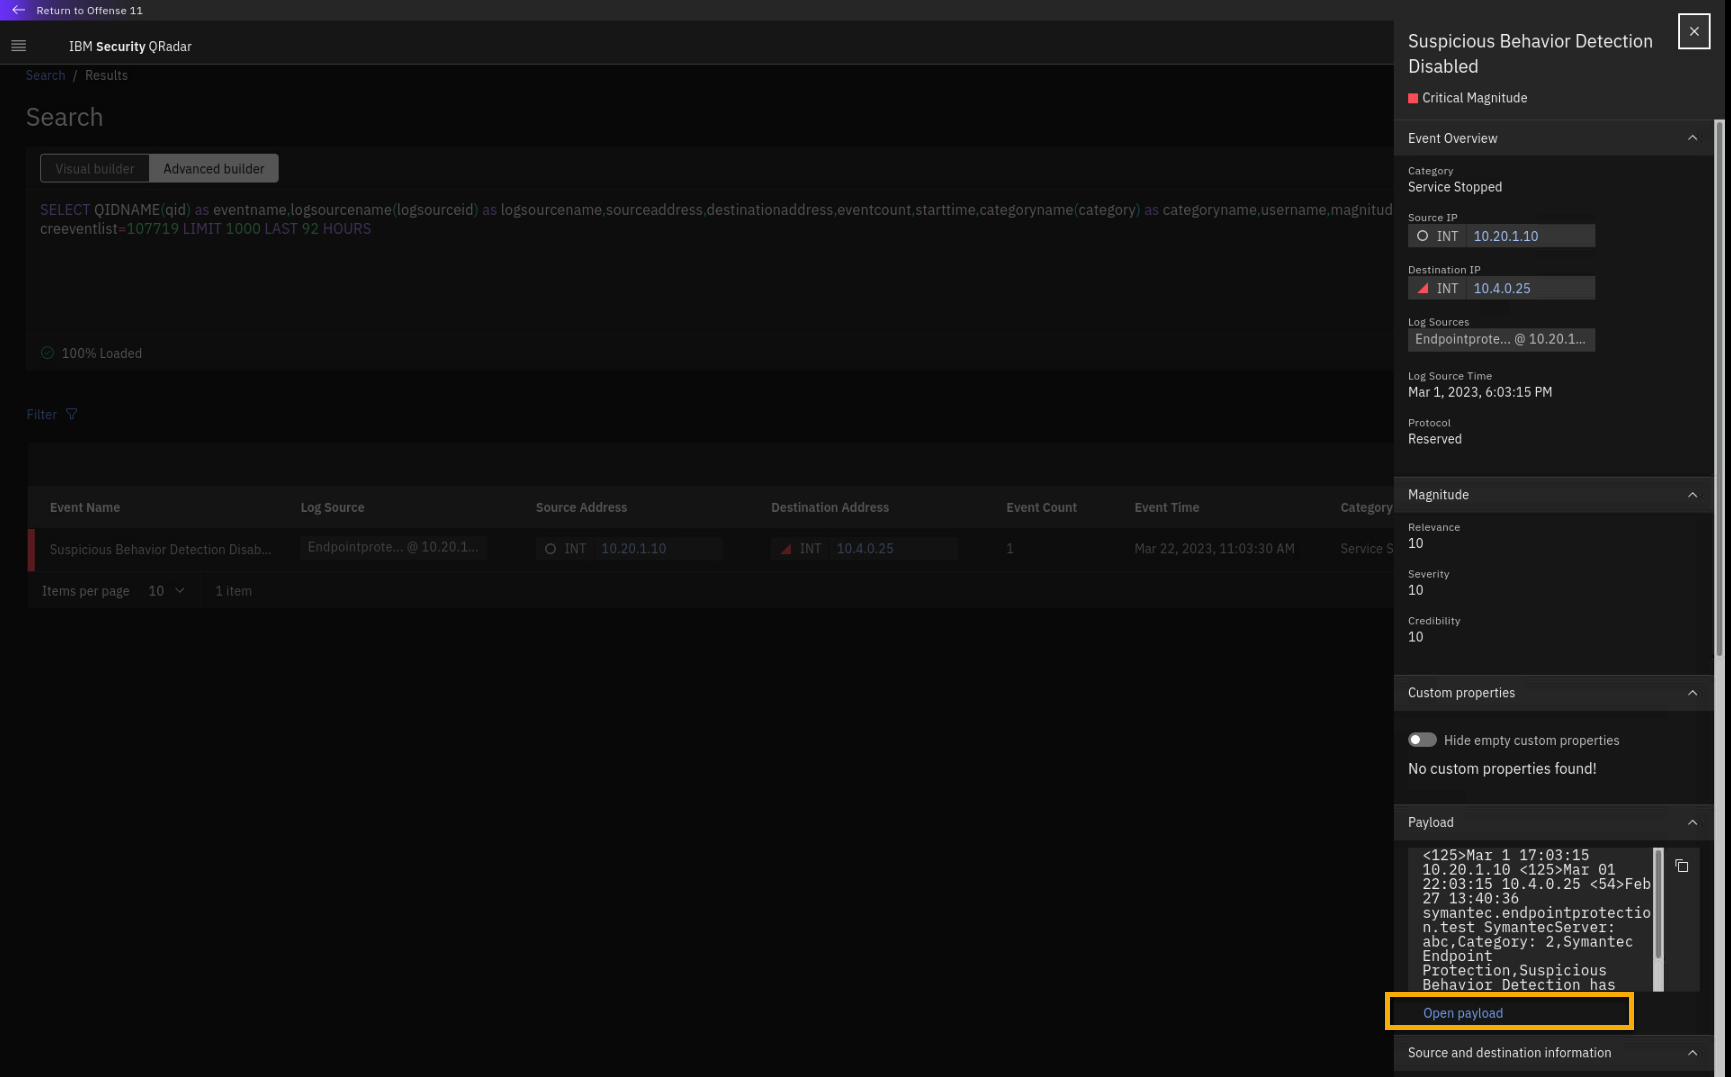 Return to Offense 11
IBM Security QRadar
Search / Results
Search
Visual builder
Advanced builder
SELECT QIDNAME(qid) as eventname,logsourcename(logsourceid) as logsourcename,sourceaddress,destinationaddress,eventcount,starttime,categoryname(category) as categoryname,username,magnitud
creeventlist=107719 LIMIT 1000 LAST 92 HOURS
100% Loaded
Filter
Event Name Log Source Source Address Destination Address Event Count Event Time Category
Suspicious Behavior Detection Disab... Endpointprote... @ 10.20.1... INT 10.20.1.10 INT 10.4.0.25 1 Mar 22, 2023, 11:03:30 AM Service S
Items per page 10 1 item
Suspicious Behavior Detection
Disabled
Critical Magnitude
Event Overview
Category
Service Stopped
Source IP
INT 10.20.1.10
Destination IP
INT 10.4.0.25
Log Sources
Endpointprote... @ 10.20.1...
Log Source Time
Mar 1, 2023, 6:03:15 PM
Protocol
Reserved
Magnitude
Relevance
10
Severity
10
Credibility
10
Custom properties
Hide empty custom properties
No custom properties found!
Payload
<125>Mar 1 17:03:15
10.20.1.10 <125>Mar 01
22:03:15 10.4.0.25 <54>Feb
27 13:40:36
symantec.endpointprotectio
n.test SymantecServer:
abc,Category: 2,Symantec
Endpoint
Protection,Suspicious
Behavior Detection has
Open payload
Source and destination information